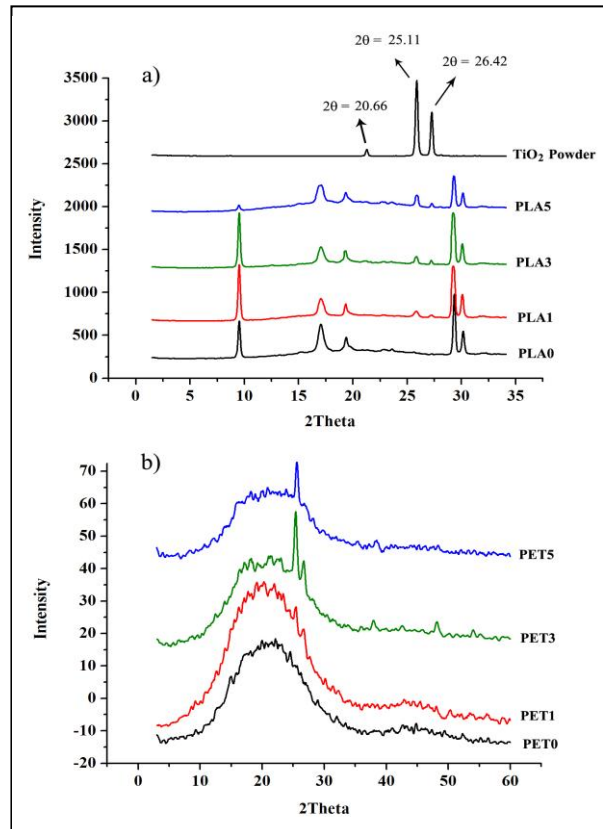 a)
2θ = 25.11
2θ = 26.42
2θ = 20.66
3500
3000
2500
2000
1500
1000
750
500
250
0
Intensity
TiO₂ Powder
PLA5
PLA3
PLA1
PLA0
0 5 10 15 20 25 30 35
2Theta
b)
70
60
50
40
30
20
10
0
-10
-20
Intensity
PET5
PET3
PET1
PET0
0 10 20 30 40 50 60
2Theta